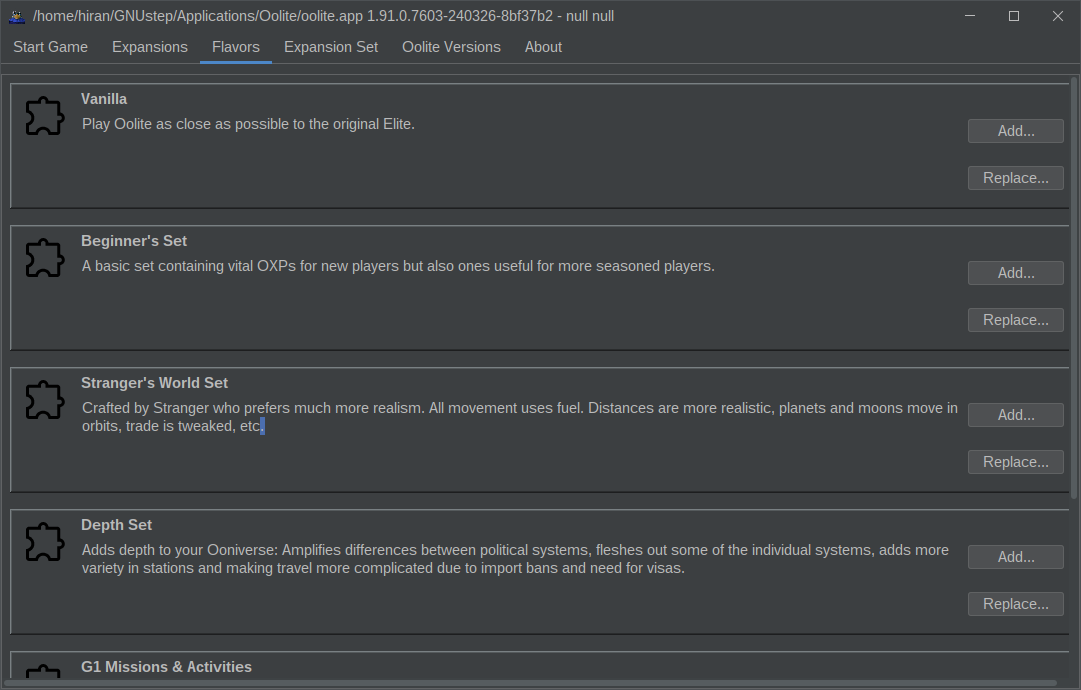 /home/hiran/GNUstep/Applications/Oolite/oolite.app 1.91.0.7603-240326-8bf37b2 - null null
Start Game Expansions Flavors Expansion Set Oolite Versions About
Vanilla
Play Oolite as close as possible to the original Elite.
Add...
Replace...
Beginner's Set
A basic set containing vital OXPs for new players but also ones useful for more seasoned players.
Add...
Replace...
Stranger's World Set
Crafted by Stranger who prefers much more realism. All movement uses fuel. Distances are more realistic, planets and moons move in
orbits, trade is tweaked, etc.
Add...
Replace...
Depth Set
Adds depth to your Ooniverse: Amplifies differences between political systems, fleshes out some of the individual systems, adds more
variety in stations and making travel more complicated due to import bans and need for visas.
Add...
Replace...
G1 Missions & Activities